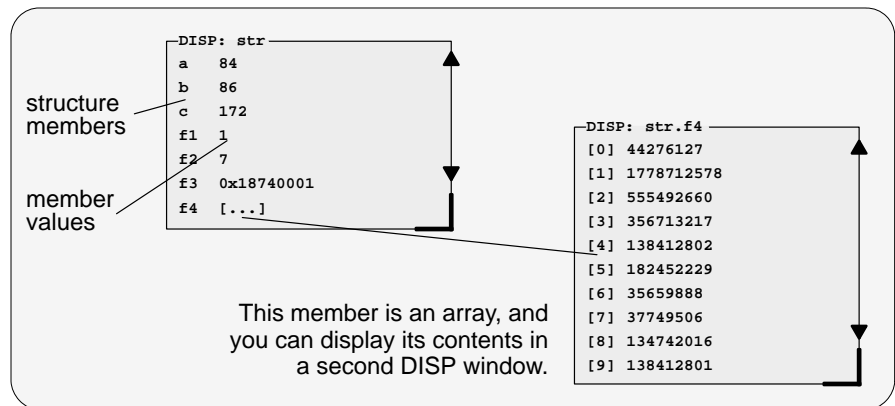 DISP: str
a 84
b 86
c 172
f1 1
f2 7
f3 0x18740001
f4 [...]
structure
members
member
values
DISP: str.f4
[0] 44276127
[1] 1778712578
[2] 555492660
[3] 356713217
[4] 138412802
[5] 182452229
[6] 35659888
[7] 37749506
[8] 134742016
[9] 138412801
This member is an array, and
you can display its contents in
a second DISP window.